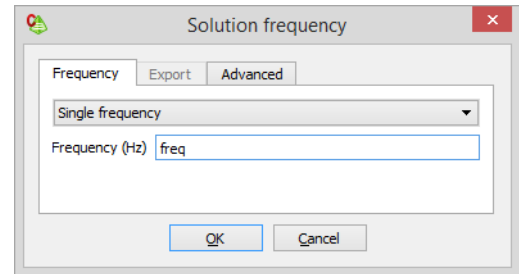 Solution frequency
Frequency Export Advanced
Single frequency
Frequency (Hz) freq
OK Cancel